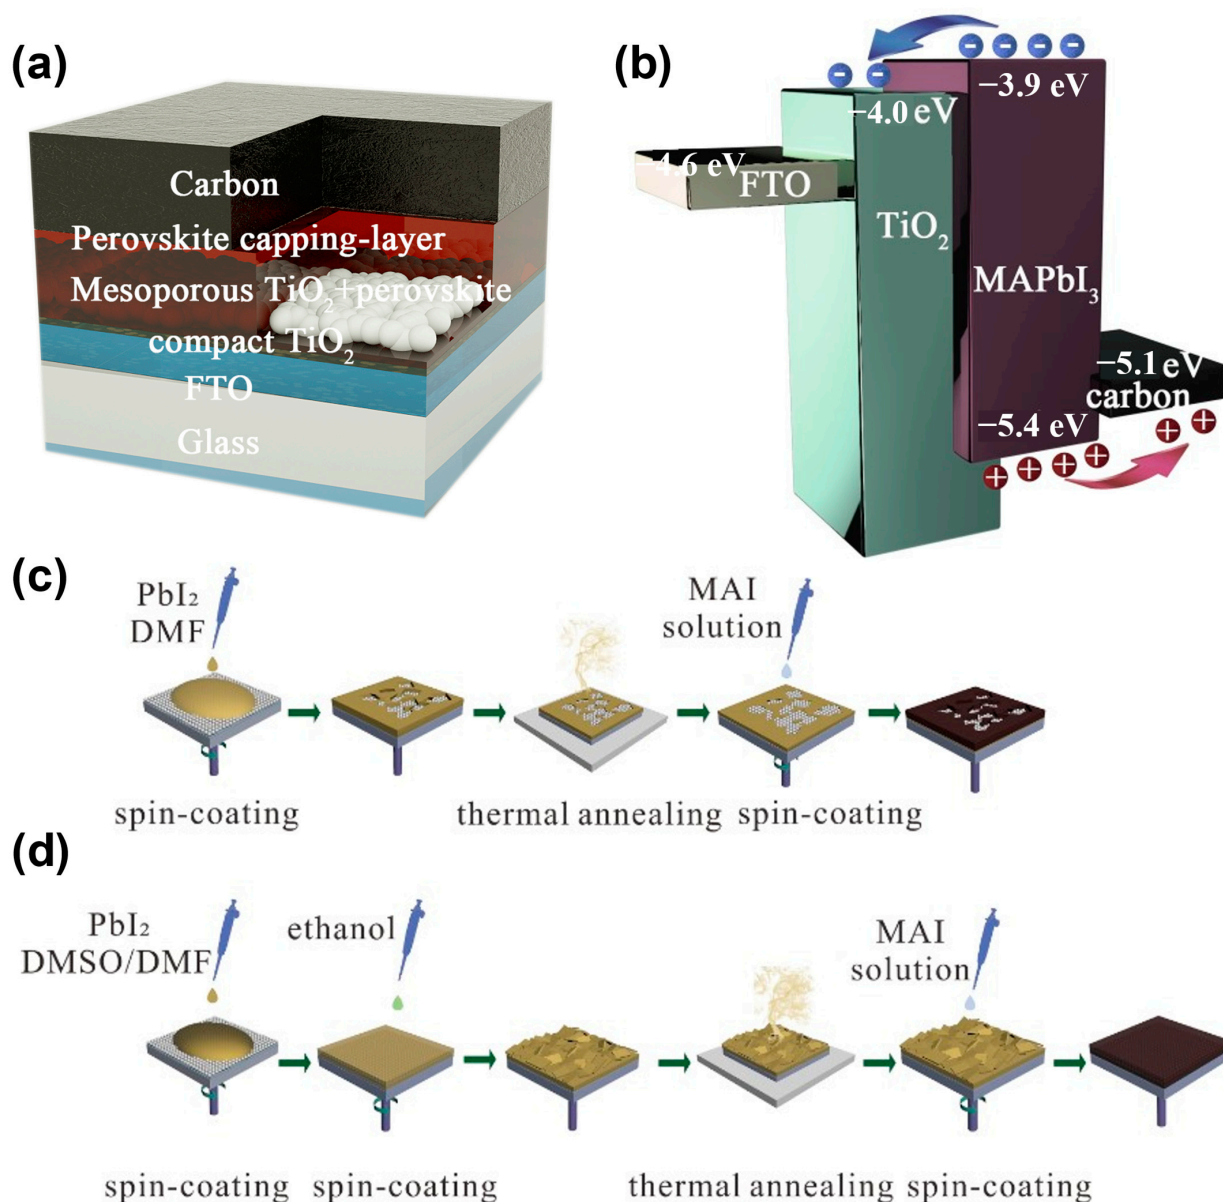 (a)
Carbon
Perovskite capping-layer
Mesoporous TiO₂+perovskite
compact TiO₂
FTO
Glass
(b)
−3.9 eV
−4.0 eV
−4.6 eV
FTO
TiO₂
MAPbI₃
−5.1 eV
carbon
−5.4 eV
(c)
PbI₂
DMF
MAI
solution
spin-coating
thermal annealing
spin-coating
(d)
PbI₂
DMSO/DMF
ethanol
MAI
solution
spin-coating
spin-coating
thermal annealing
spin-coating